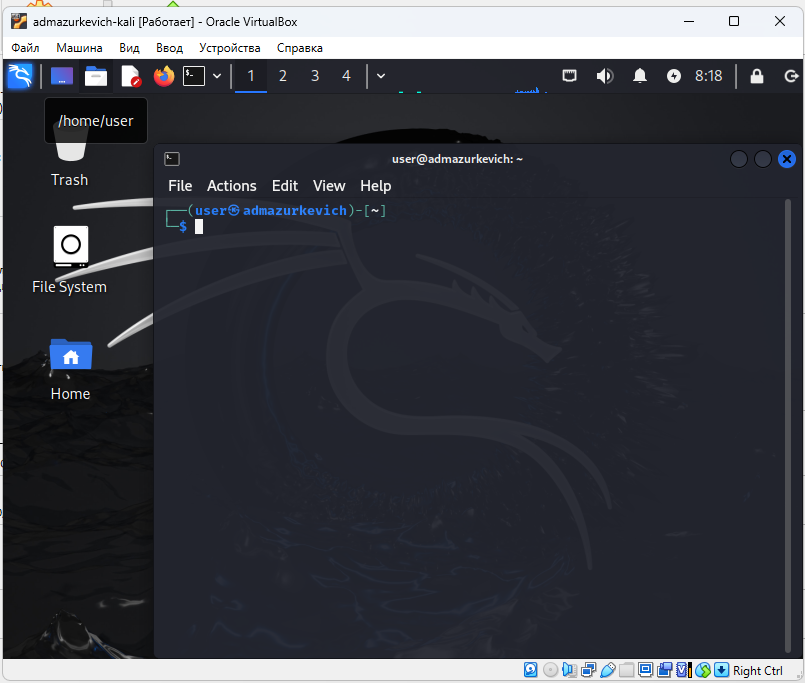 admazurkevich-kali [Работает] - Oracle VirtualBox
Файл Машина Вид Ввод Устройства Справка
1 2 3 4 8:18
/home/user
Trash
File System
Home
user@admazurkevich: ~
File Actions Edit View Help
┌──(user㉿admazurkevich)-[~]
└─$
Right Ctrl